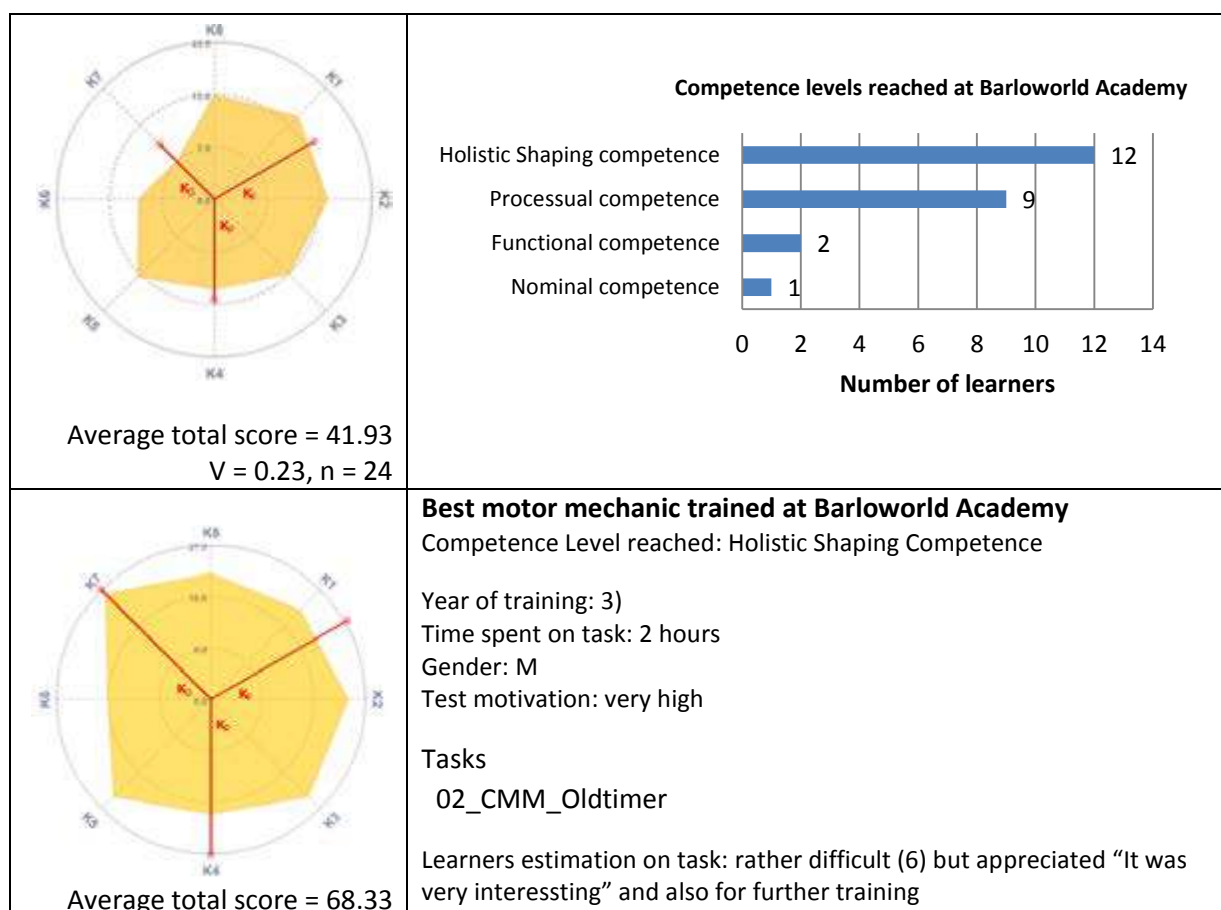 K8
K1
K7
K2
K6
K3
K5
K4
Average total score = 41.93
V = 0.23, n = 24
Competence levels reached at Barloworld Academy
Holistic Shaping competence
12
Processual competence
9
Functional competence
2
Nominal competence
1
0 2 4 6 8 10 12 14
Number of learners
K8
K1
K7
K2
K6
K3
K5
K4
Average total score = 68.33
Best motor mechanic trained at Barloworld Academy
Competence Level reached: Holistic Shaping Competence
Year of training: 3)
Time spent on task: 2 hours
Gender: M
Test motivation: very high
Tasks
02_CMM_Oldtimer
Learners estimation on task: rather difficult (6) but appreciated “It was
very interessting” and also for further training